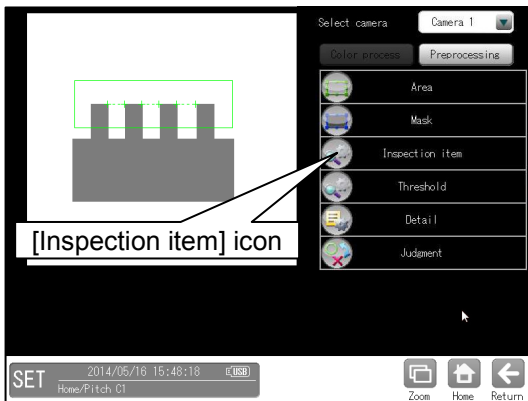 Select camera
Camera 1
Color process
Preprocessing
Area
Mask
Inspection item
Threshold
Detail
Judgment
[Inspection item] icon
SET
2014/05/16 15:48:18
E(USB)
Home/Pitch C1
Zoom
Home
Return